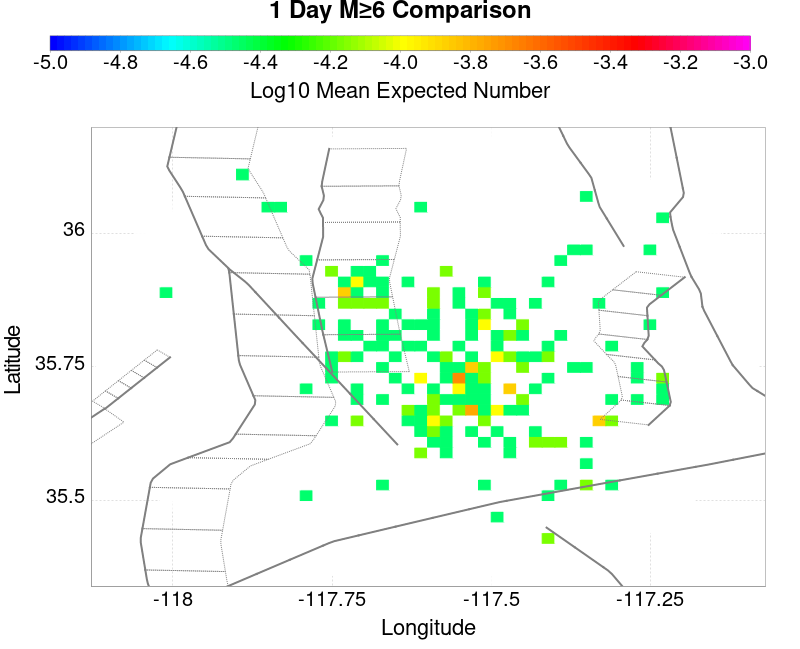 1 Day M≥6 Comparison
-5.0 -4.8 -4.6 -4.4 -4.2 -4.0 -3.8 -3.6 -3.4 -3.2 -3.0
Log10 Mean Expected Number
36
35.75
35.5
Latitude
-118 -117.75 -117.5 -117.25
Longitude